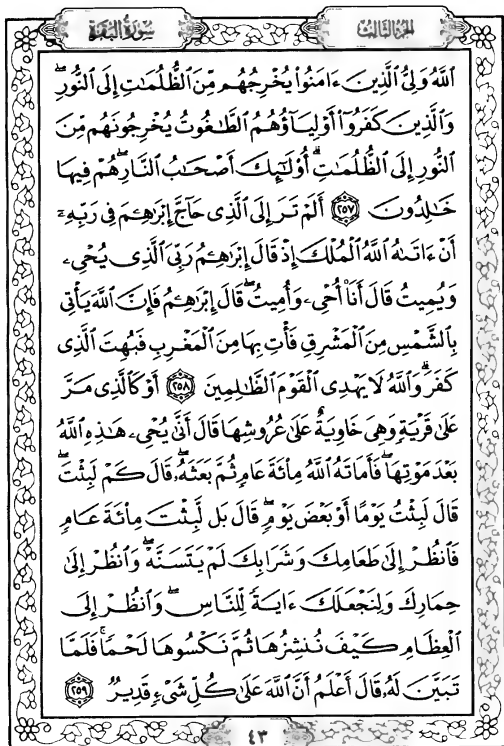 سُورَةُ البَقَرَةِ
الجُزْءُ الثَّالِثُ
ٱللَّهُ وَلِيُّ ٱلَّذِينَ ءَامَنُوا۟ يُخْرِجُهُم مِّنَ ٱلظُّلُمَٰتِ إِلَى ٱلنُّورِۖ
وَٱلَّذِينَ كَفَرُوٓا۟ أَوْلِيَآؤُهُمُ ٱلطَّٰغُوتُ يُخْرِجُونَهُم مِّنَ
ٱلنُّورِ إِلَى ٱلظُّلُمَٰتِۗ أُو۟لَٰٓئِكَ أَصْحَٰبُ ٱلنَّارِۖ هُمْ فِيهَا
خَٰلِدُونَ ٢٥٧ أَلَمْ تَرَ إِلَى ٱلَّذِى حَآجَّ إِبْرَٰهِـۧمَ فِى رَبِّهِۦٓ
أَنْ ءَاتَىٰهُ ٱللَّهُ ٱلْمُلْكَ إِذْ قَالَ إِبْرَٰهِـۧمُ رَبِّىَ ٱلَّذِى يُحْىِۦ
وَيُمِيتُ قَالَ أَنَا۠ أُحْىِۦ وَأُمِيتُۖ قَالَ إِبْرَٰهِـۧمُ فَإِنَّ ٱللَّهَ يَأْتِى
بِٱلشَّمْسِ مِنَ ٱلْمَشْرِقِ فَأْتِ بِهَا مِنَ ٱلْمَغْرِبِ فَبُهِتَ ٱلَّذِى
كَفَرَۗ وَٱللَّهُ لَا يَهْدِى ٱلْقَوْمَ ٱلظَّٰلِمِينَ ٢٥٨ أَوْ كَٱلَّذِى مَرَّ
عَلَىٰ قَرْيَةٍ وَهِىَ خَاوِيَةٌ عَلَىٰ عُرُوشِهَا قَالَ أَنَّىٰ يُحْىِۦ هَٰذِهِ ٱللَّهُ
بَعْدَ مَوْتِهَاۖ فَأَمَاتَهُ ٱللَّهُ مِا۟ئَةَ عَامٍ ثُمَّ بَعَثَهُۥۖ قَالَ كَمْ لَبِثْتَۖ
قَالَ لَبِثْتُ يَوْمًا أَوْ بَعْضَ يَوْمٍۖ قَالَ بَل لَّبِثْتَ مِا۟ئَةَ عَامٍ
فَٱنظُرْ إِلَىٰ طَعَامِكَ وَشَرَابِكَ لَمْ يَتَسَنَّهْۖ وَٱنظُرْ إِلَىٰ
حِمَارِكَ وَلِنَجْعَلَكَ ءَايَةً لِّلنَّاسِۖ وَٱنظُرْ إِلَى
ٱلْعِظَامِ كَيْفَ نُنشِزُهَا ثُمَّ نَكْسُوهَا لَحْمًاۚ فَلَمَّا
تَبَيَّنَ لَهُۥ قَالَ أَعْلَمُ أَنَّ ٱللَّهَ عَلَىٰ كُلِّ شَىْءٍ قَدِيرٌ ٢٥٩
٤٣